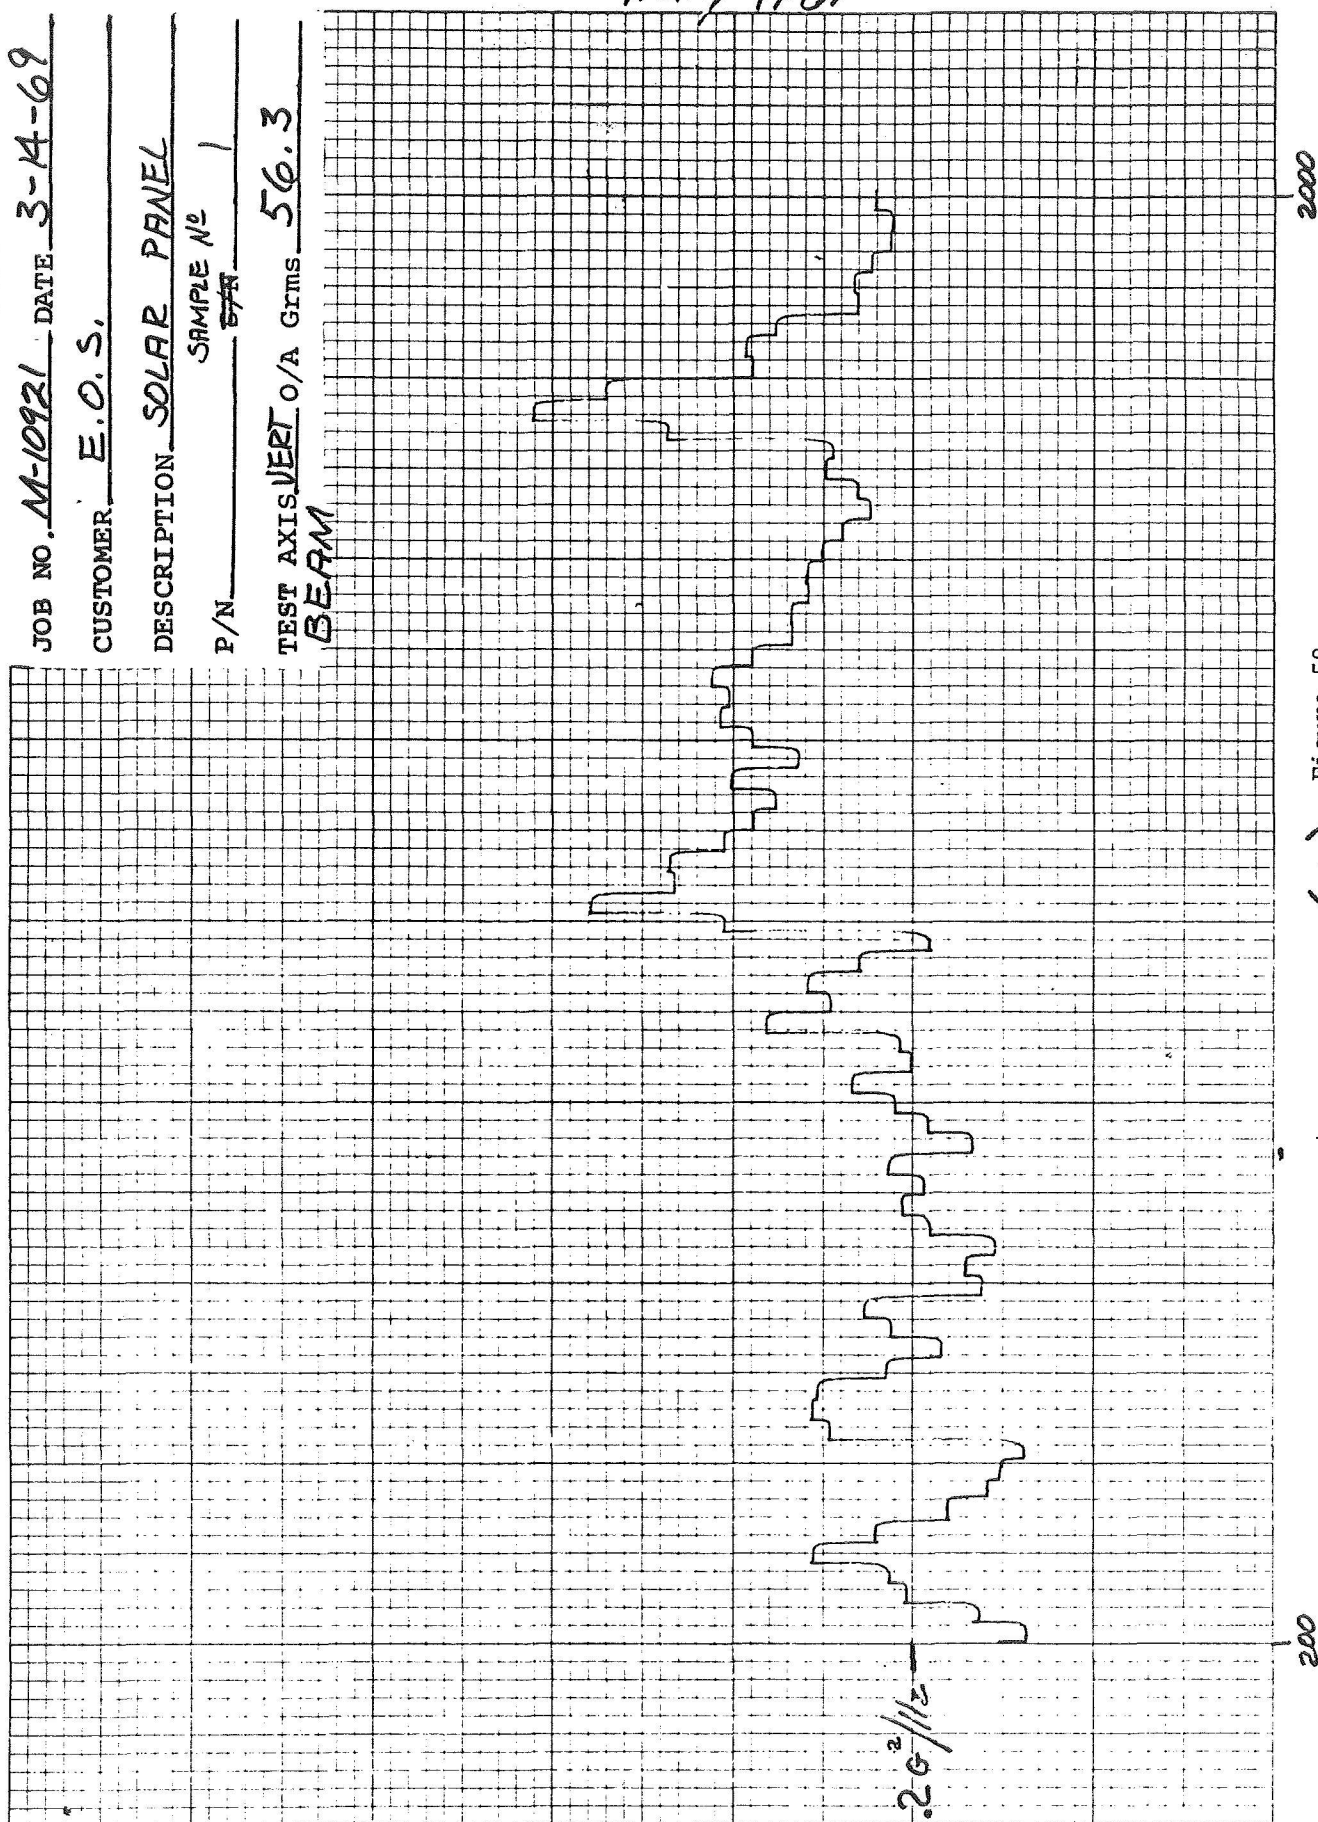 JOB NO. M-10921 DATE 3-14-69
CUSTOMER E.O.S.
DESCRIPTION SOLAR PANEL
SAMPLE Nº
P/N S/N 1
TEST AXIS VERT O/A Grms. 56.3
BEAM
.2 G²/Hz
200
2000